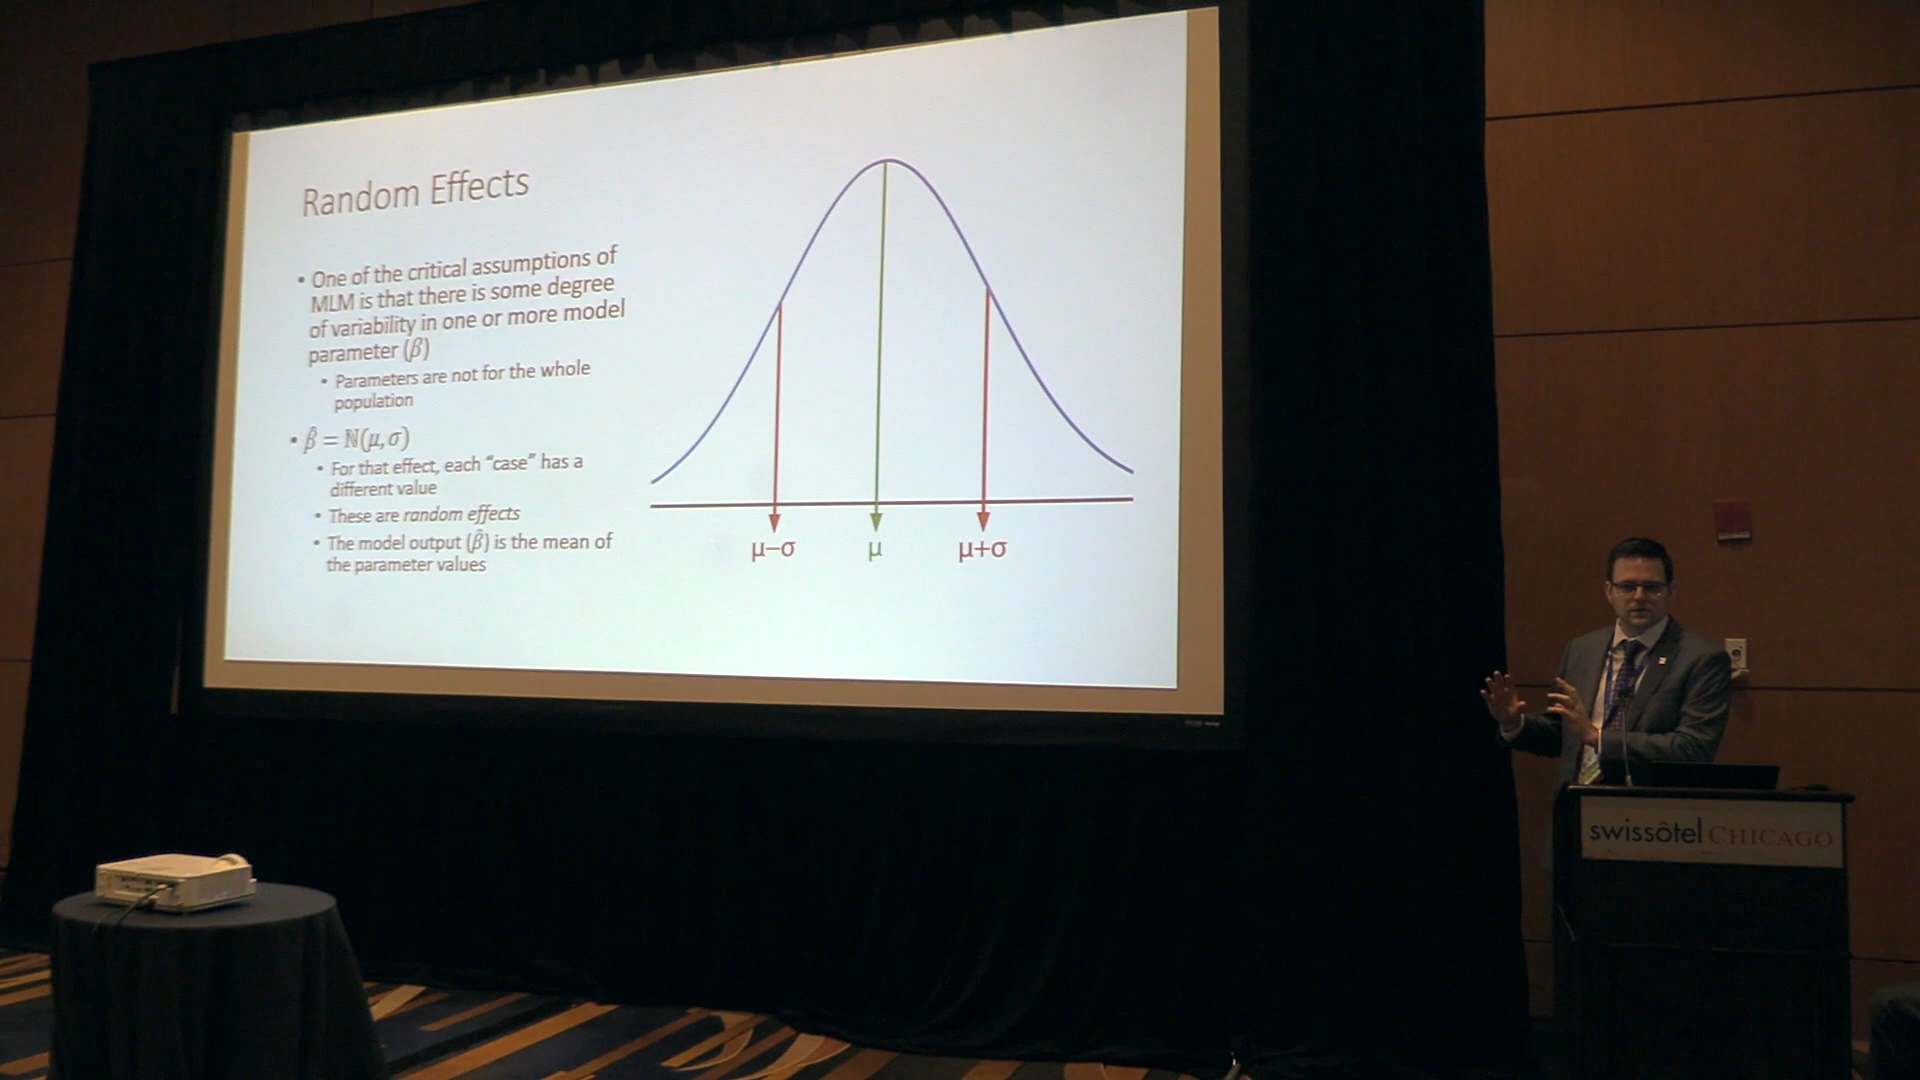 Random Effects
• One of the critical assumptions of
MLM is that there is some degree
of variability in one or more model
parameter (β)
• Parameters are not for the whole
population
• β̂ = ℕ(μ,σ)
• For that effect, each “case” has a
different value
• These are random effects
• The model output (β̂) is the mean of
the parameter values
μ−σ μ μ+σ
swissôtel CHICAGO